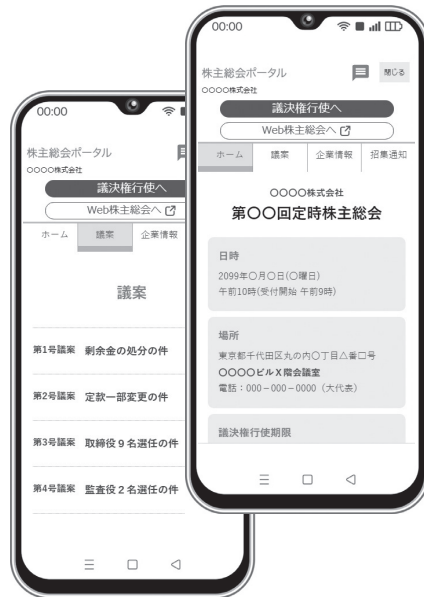 00:00
株主総会ポータル
閉じる
○○○○株式会社
議決権行使へ
Web株主総会へ
ホーム 議案 企業情報 招集通知
○○○○株式会社
第○○回定時株主総会
日時
2099年○月○日(○曜日)
午前10時(受付開始 午前9時)
場所
東京都千代田区丸の内○丁目△番口号
○○○○ビルX階会議室
電話：000-000-0000（大代表）
議決権行使期限
00:00
株主総会ポータル
○○○○株式会社
議決権行使へ
Web株主総会へ
ホーム 議案 企業情報
議案
第1号議案 剰余金の処分の件
第2号議案 定款一部変更の件
第3号議案 取締役9名選任の件
第4号議案 監査役2名選任の件